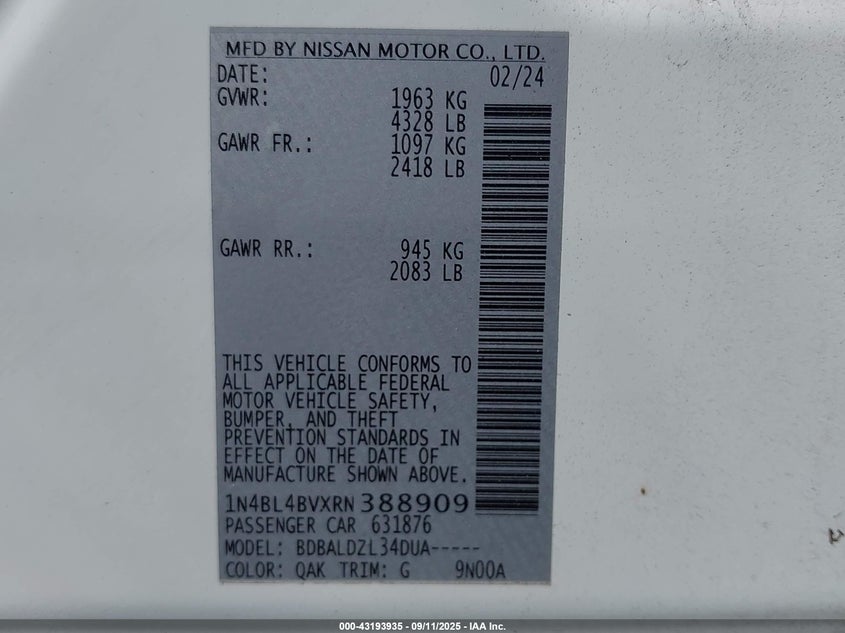 MFD BY NISSAN MOTOR CO., LTD.
DATE: 02/24
GVWR: 1963 KG
4328 LB
GAWR FR.: 1097 KG
2418 LB
GAWR RR.: 945 KG
2083 LB
THIS VEHICLE CONFORMS TO
ALL APPLICABLE FEDERAL
MOTOR VEHICLE SAFETY,
BUMPER, AND THEFT
PREVENTION STANDARDS IN
EFFECT ON THE DATE OF
MANUFACTURE SHOWN ABOVE.
1N4BL4BVXRN388909
PASSENGER CAR 631876
MODEL: BDBALDZL34DUA-----
COLOR: QAK TRIM: G 9N00A
000-43193935 - 09/11/2025 - IAA Inc.